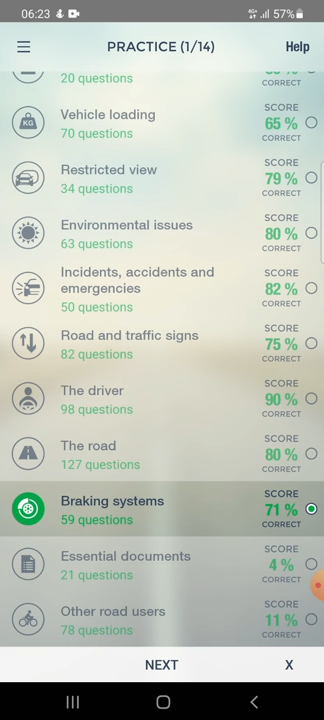 06:23 57%
PRACTICE (1/14) Help
20 questions CORRECT
Vehicle loading
70 questions
SCORE
65 %
CORRECT
Restricted view
34 questions
SCORE
79 %
CORRECT
Environmental issues
63 questions
SCORE
80 %
CORRECT
Incidents, accidents and
emergencies
50 questions
SCORE
82 %
CORRECT
Road and traffic signs
82 questions
SCORE
75 %
CORRECT
The driver
98 questions
SCORE
90 %
CORRECT
The road
127 questions
SCORE
80 %
CORRECT
Braking systems
59 questions
SCORE
71 %
CORRECT
Essential documents
21 questions
SCORE
4 %
CORRECT
Other road users
78 questions
SCORE
11 %
CORRECT
NEXT X